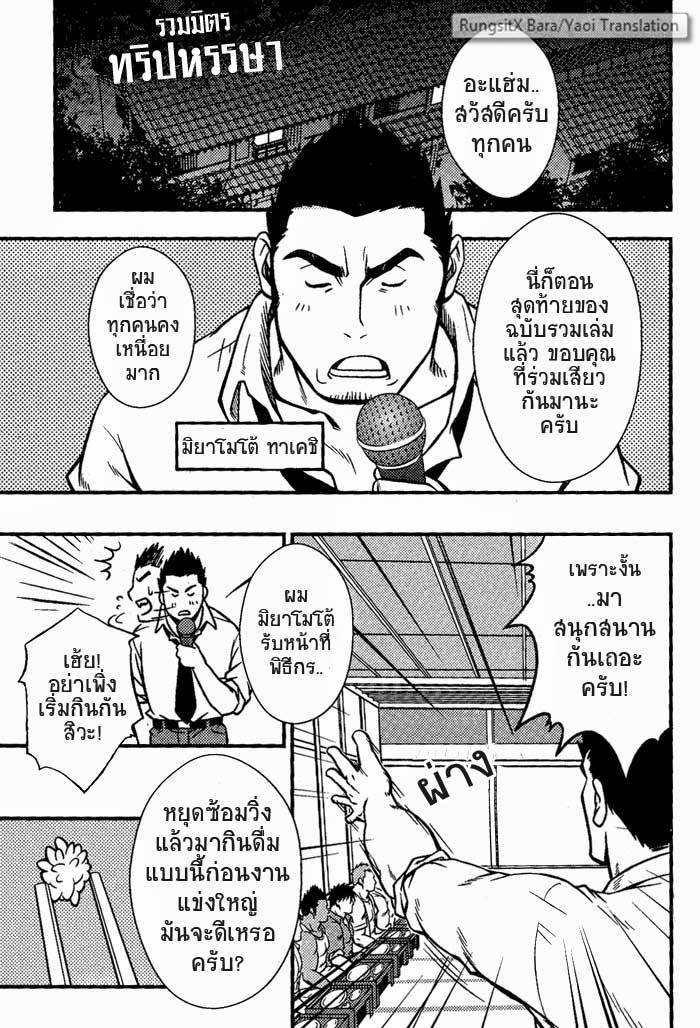 RungsitX Bara/Yaoi Translation
รวมมิตร
ทริปหรรษา
อะแฮ่ม..
สวัสดีครับ
ทุกคน
นี่ก็ตอน
สุดท้ายของ
ฉบับรวมเล่ม
แล้ว ขอบคุณ
ที่ร่วมเสียว
กันมานะ
ครับ
ผม
เชื่อว่า
ทุกคนคง
เหนื่อย
มาก
มิยาโมโต้ ทาเคชิ
เพราะงั้น
..มา
สนุกสนาน
กันเถอะ
ครับ!
ผ่าง
ผม
มิยาโมโต้
รับหน้าที่
พิธีกร..
เฮ้ย!
อย่าเพิ่ง
เริ่มกินกัน
สิวะ!
หยุดซ้อมวิ่ง
แล้วมากินดื่ม
แบบนี้ก่อนงาน
แข่งใหญ่
มันจะดีเหรอ
ครับ?